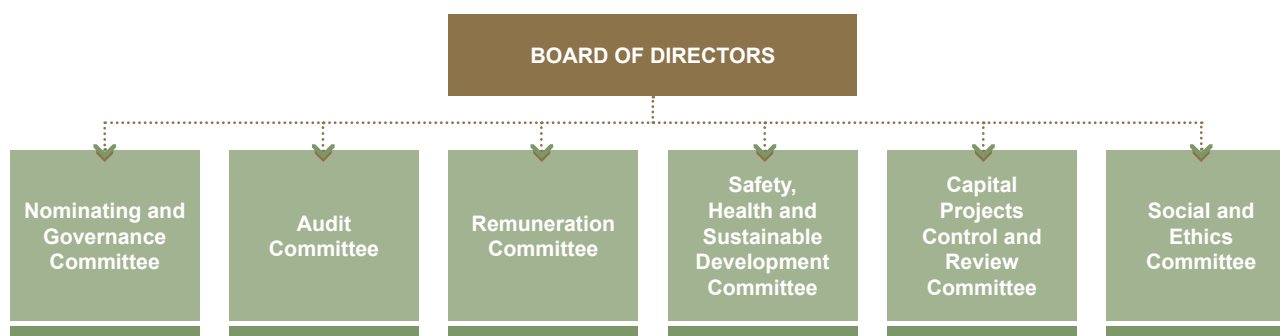 BOARD OF DIRECTORS
Nominating and
Governance
Committee
Audit
Committee
Remuneration
Committee
Safety,
Health and
Sustainable
Development
Committee
Capital
Projects
Control and
Review
Committee
Social and
Ethics
Committee